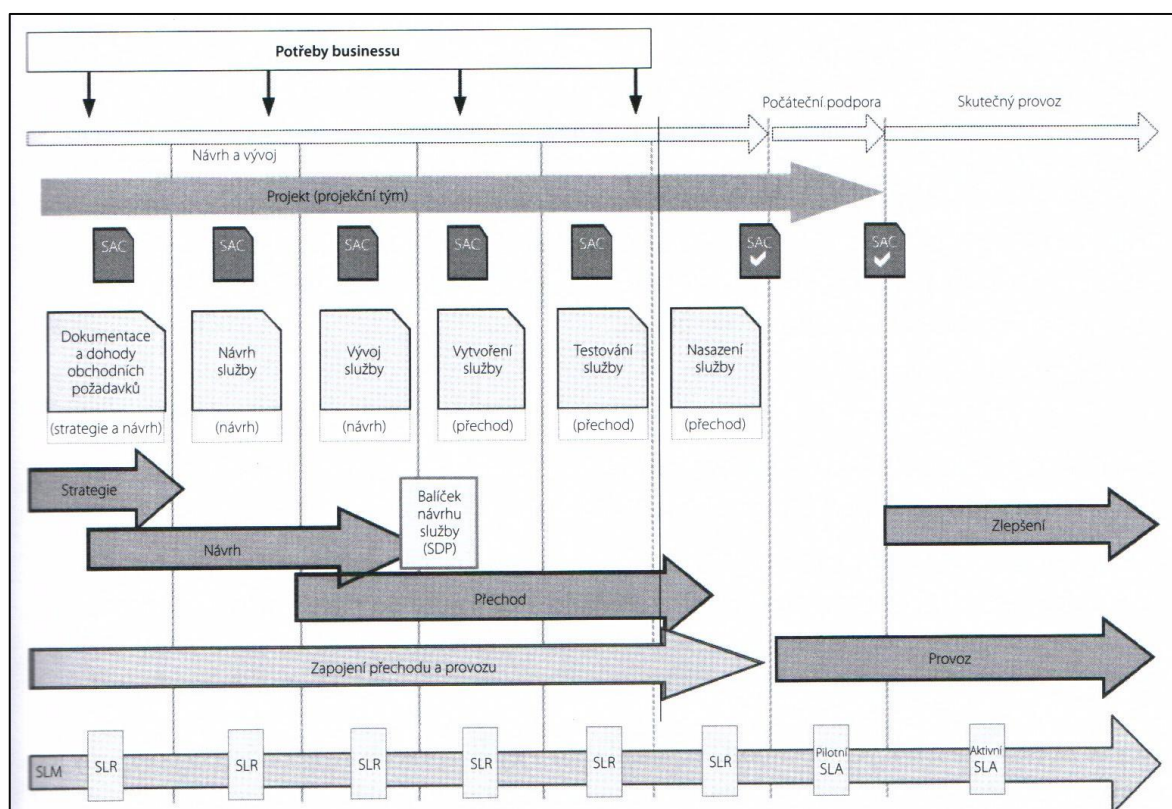 Potřeby businessu
Počáteční podpora
Skutečný provoz
Návrh a vývoj
Projekt (projekční tým)
SAC
SAC
SAC
SAC
SAC
SAC
SAC
Dokumentace
a dohody
obchodních
požadavků
Návrh
služby
Vývoj
služby
Vytvoření
služby
Testování
služby
Nasazení
služby
(strategie a návrh)
(návrh)
(návrh)
(přechod)
(přechod)
(přechod)
Strategie
Balíček
návrhu
služby
(SDP)
Zlepšení
Návrh
Přechod
Zapojení přechodu a provozu
Provoz
SLM
SLR
SLR
SLR
SLR
SLR
SLR
Pilotní
SLA
Aktivní
SLA